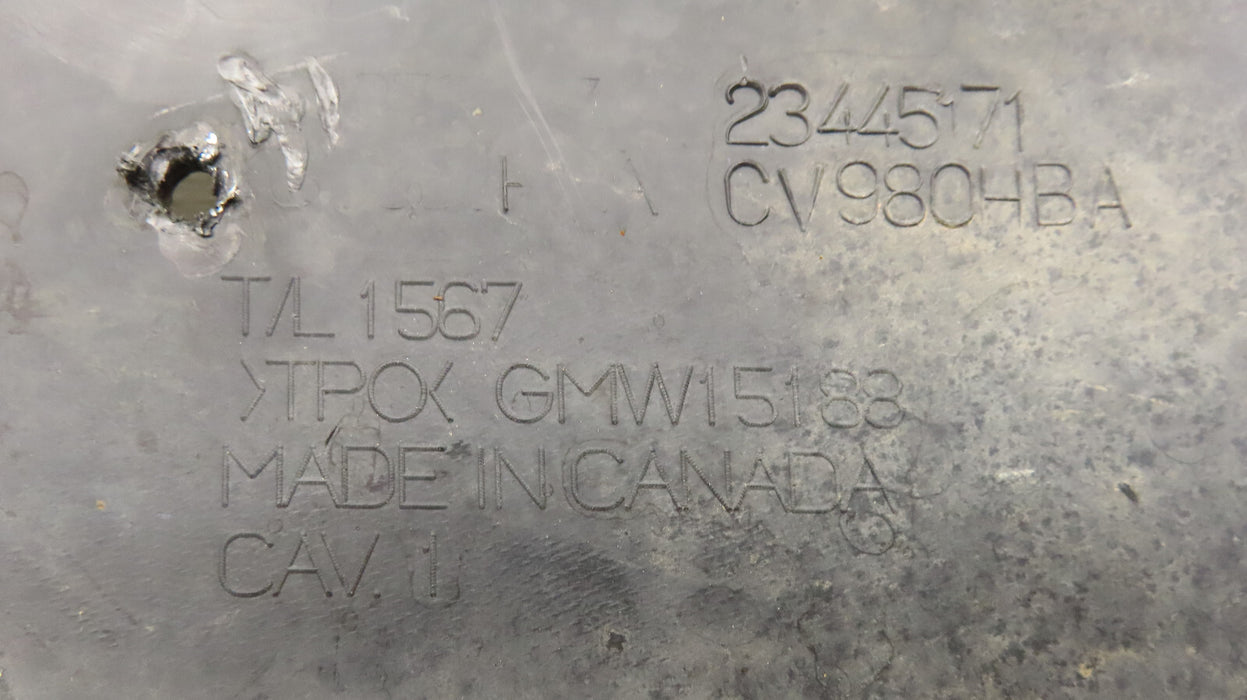 23445171
CV980HBA
T/L 1567
>TPO< GMW15183
MADE IN CANADA
CAV. 1